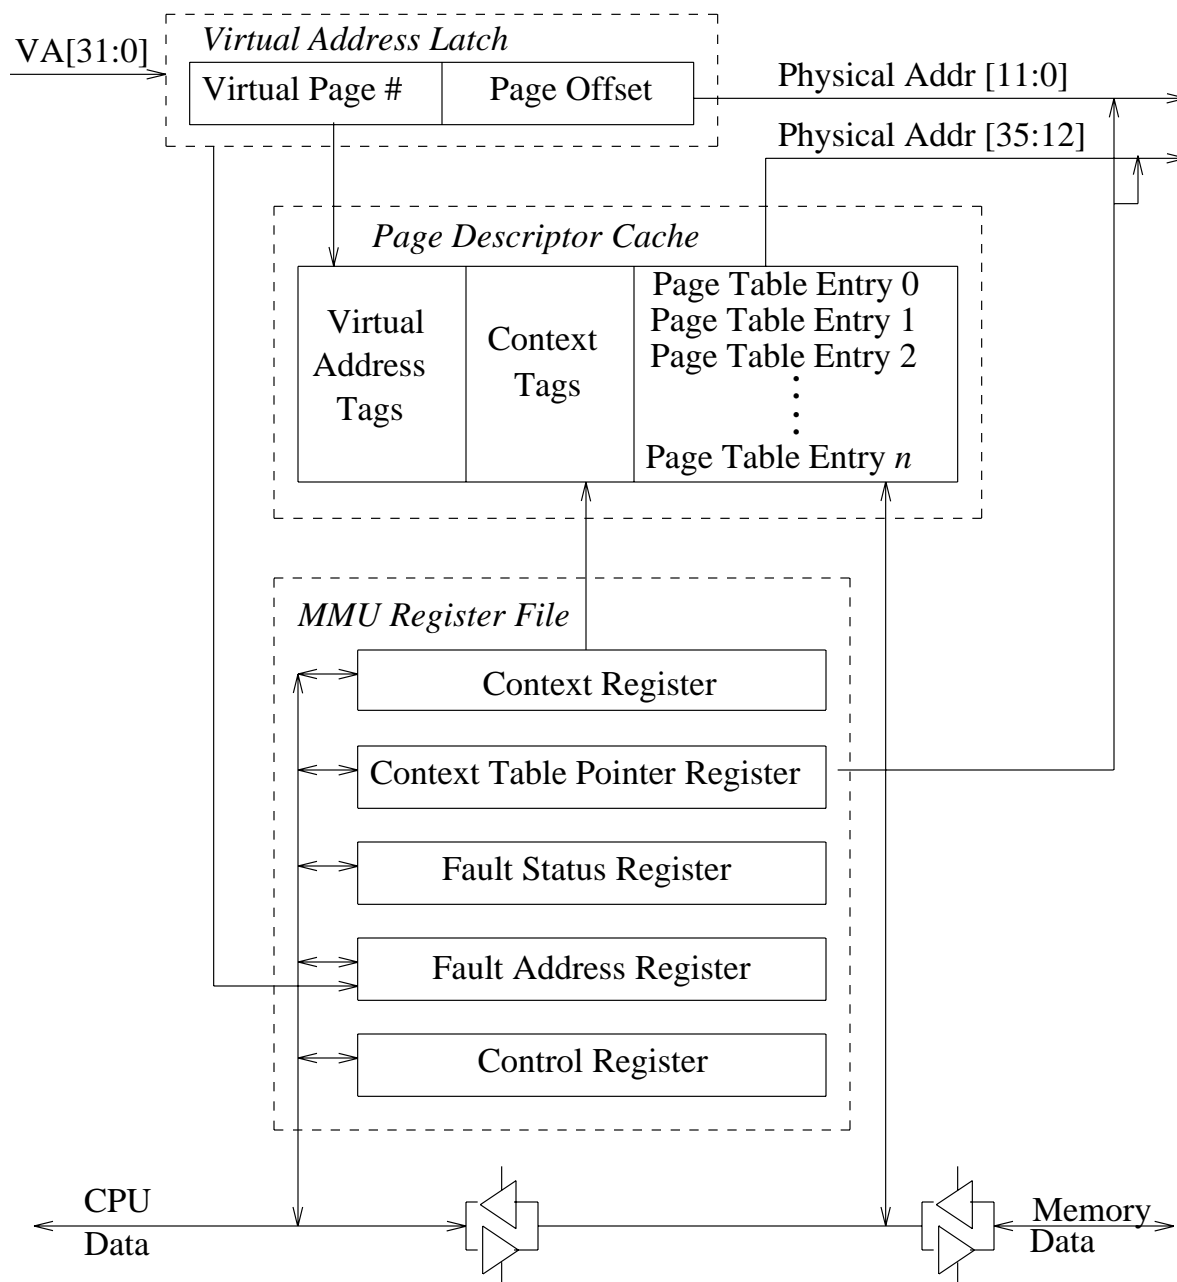 Virtual Address Latch
VA[31:0]
Virtual Page #
Page Offset
Physical Addr [11:0]
Physical Addr [35:12]
Page Descriptor Cache
Virtual
Address
Tags
Context
Tags
Page Table Entry 0
Page Table Entry 1
Page Table Entry 2
Page Table Entry n
MMU Register File
Context Register
Context Table Pointer Register
Fault Status Register
Fault Address Register
Control Register
CPU
Data
Memory
Data